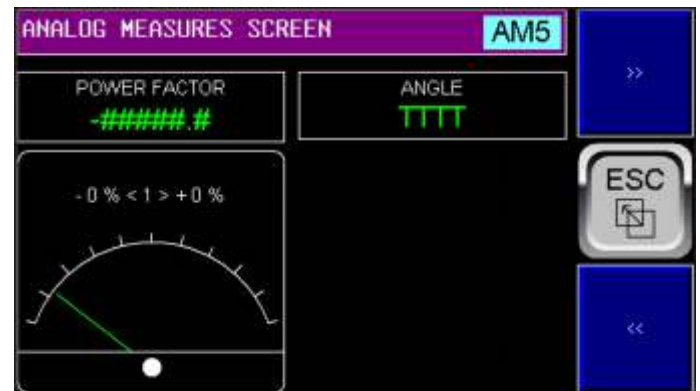 ANALOG MEASURES SCREEN
AM5
>>
POWER FACTOR
-#####.#
ANGLE
TTTT
ESC
- 0 % < 1 > + 0 %
<<